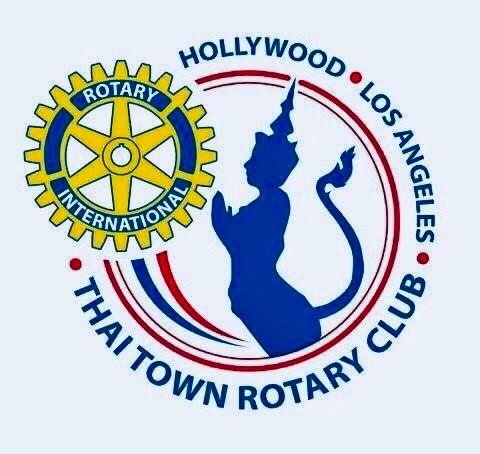 ROTARY
INTERNATIONAL
HOLLYWOOD • LOS ANGELES •
• THAI TOWN ROTARY CLUB